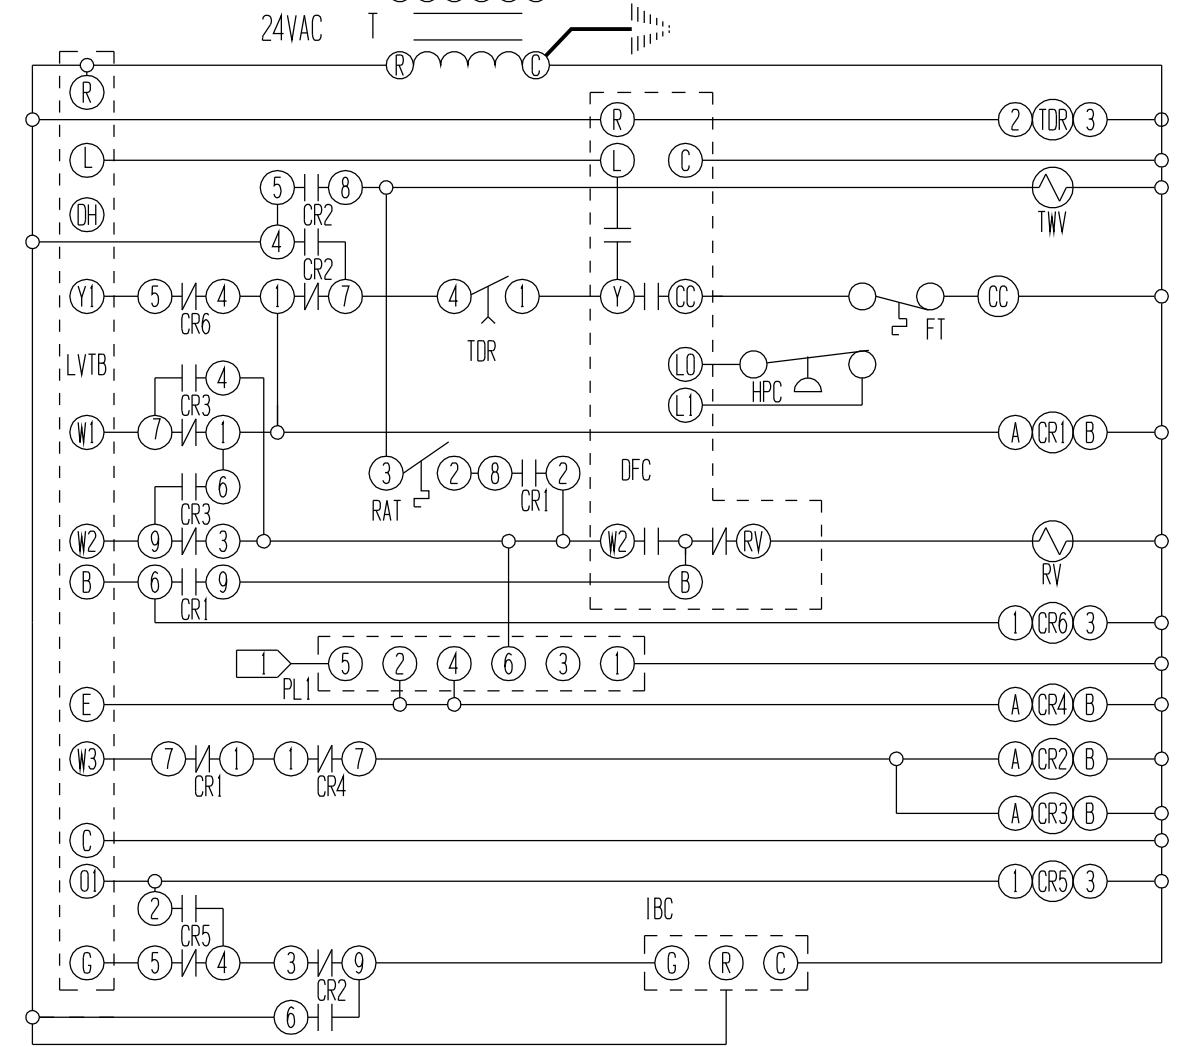 24VAC T
R C
R
R 2 TDR 3
L L C
5 8
CR2 TWV
DH
4
CR2
Y1 5 4 1 7 4 1 Y CC CC
CR6 TDR FT
LVTB
LO
HPC
4
CR3 L1
W1 7 1 A CR1 B
3 2 8 2 DFC
RAT CR1
6
CR3
W2 9 3 W2 RV
RV
B 6 9 B
CR1
1 CR6 3
1 5 2 4 6 3 1
PL1
E A CR4 B
W3 7 1 1 7 A CR2 B
CR1 CR4
A CR3 B
C
O1 1 CR5 3
2 IBC
CR5
G 5 4 3 9 G R C
CR2
6